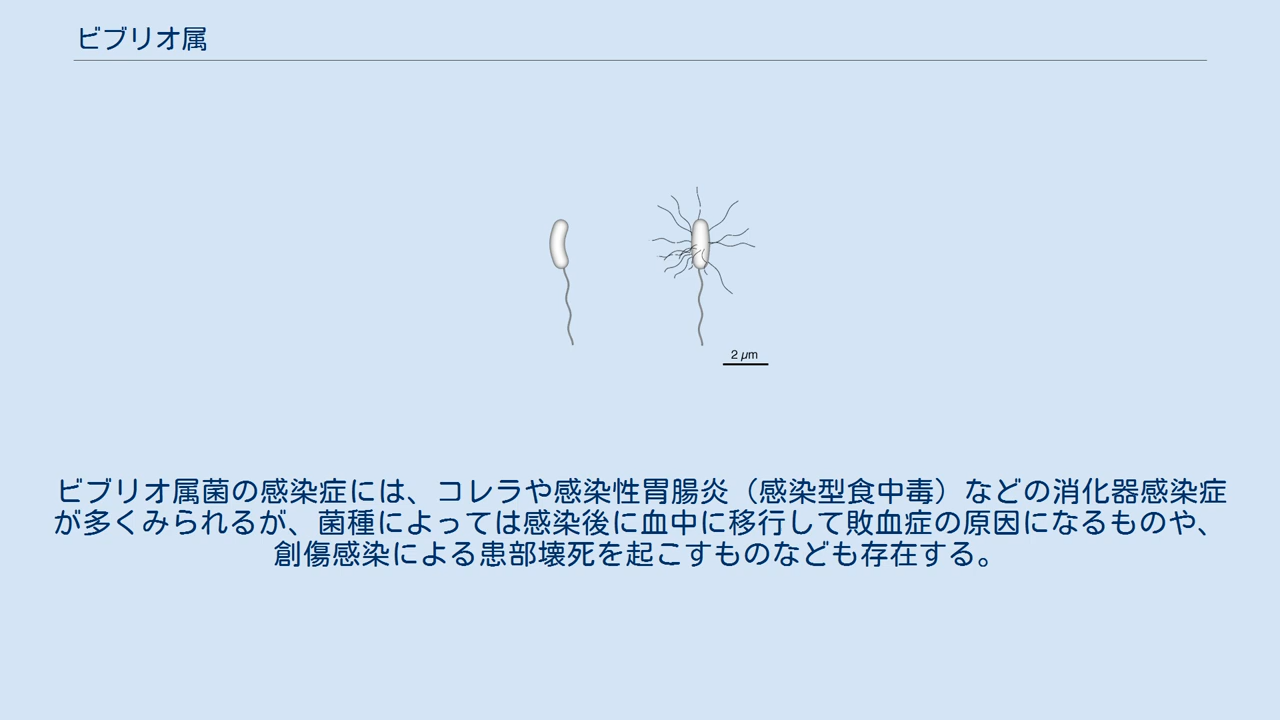 ビブリオ属
2 μm
ビブリオ属菌の感染症には、コレラや感染性胃腸炎（感染型食中毒）などの消化器感染症
が多くみられるが、菌種によっては感染後に血中に移行して敗血症の原因になるものや、
創傷感染による患部壊死を起こすものなども存在する。